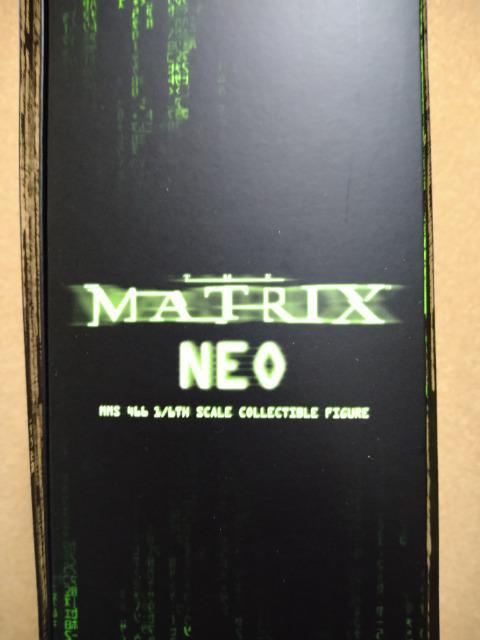 THE
MATRIX
NEO
MMS 466 1/6TH SCALE COLLECTIBLE FIGURE